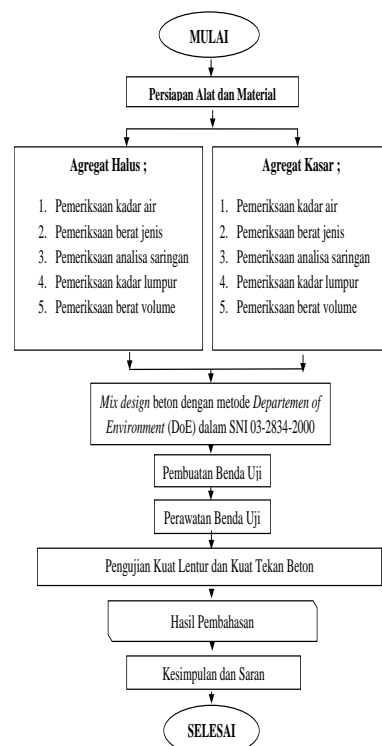 MULAI
Persiapan Alat dan Material
Agregat Halus ;
1. Pemeriksaan kadar air
2. Pemeriksaan berat jenis
3. Pemeriksaan analisa saringan
4. Pemeriksaan kadar lumpur
5. Pemeriksaan berat volume
Agregat Kasar ;
1. Pemeriksaan kadar air
2. Pemeriksaan berat jenis
3. Pemeriksaan analisa saringan
4. Pemeriksaan kadar lumpur
5. Pemeriksaan berat volume
Mix design beton dengan metode Departemen of
Environment (DoE) dalam SNI 03-2834-2000
Pembuatan Benda Uji
Perawatan Benda Uji
Pengujian Kuat Lentur dan Kuat Tekan Beton
Hasil Pembahasan
Kesimpulan dan Saran
SELESAI